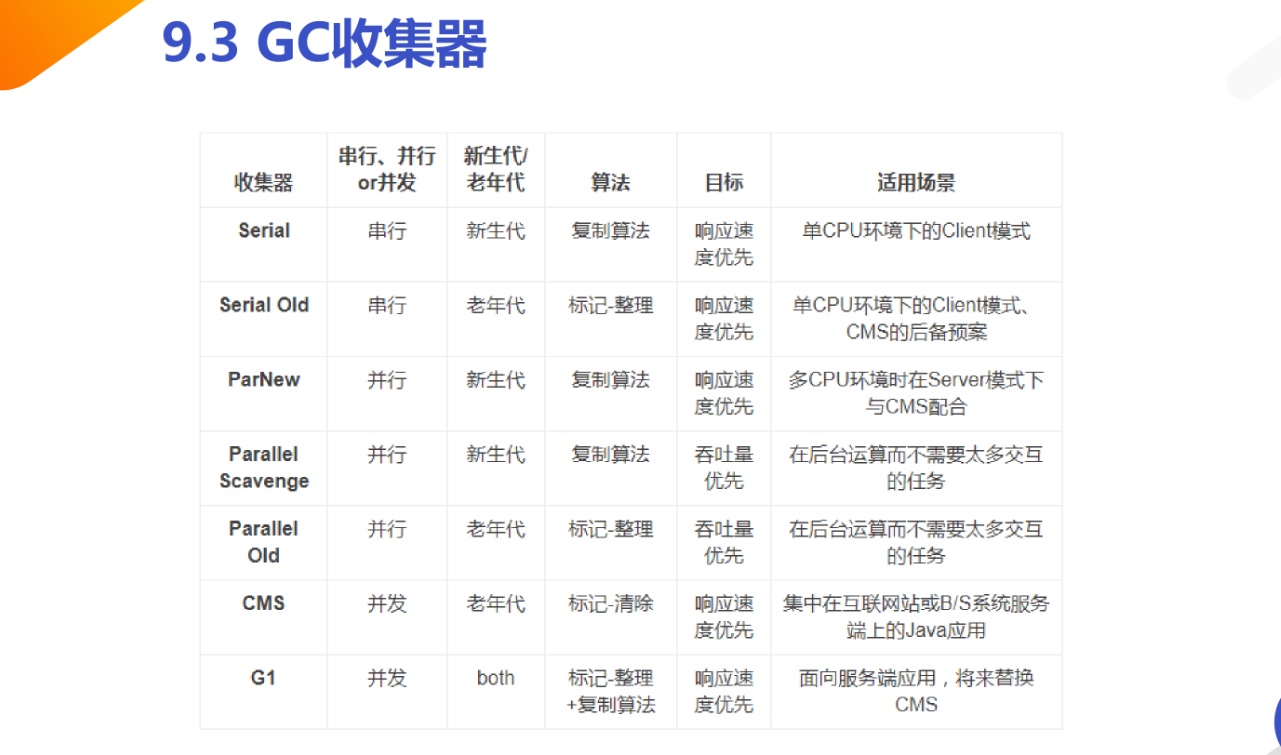 9.3 GC收集器
收集器
串行、并行
or并发
新生代/
老年代
算法
目标
适用场景
Serial
串行
新生代
复制算法
响应速
度优先
单CPU环境下的Client模式
Serial Old
串行
老年代
标记-整理
响应速
度优先
单CPU环境下的Client模式、
CMS的后备预案
ParNew
并行
新生代
复制算法
响应速
度优先
多CPU环境时在Server模式下
与CMS配合
Parallel
Scavenge
并行
新生代
复制算法
吞吐量
优先
在后台运算而不需要太多交互
的任务
Parallel
Old
并行
老年代
标记-整理
吞吐量
优先
在后台运算而不需要太多交互
的任务
CMS
并发
老年代
标记-清除
响应速
度优先
集中在互联网站或B/S系统服务
端上的Java应用
G1
并发
both
标记-整理
+复制算法
响应速
度优先
面向服务端应用，将来替换
CMS